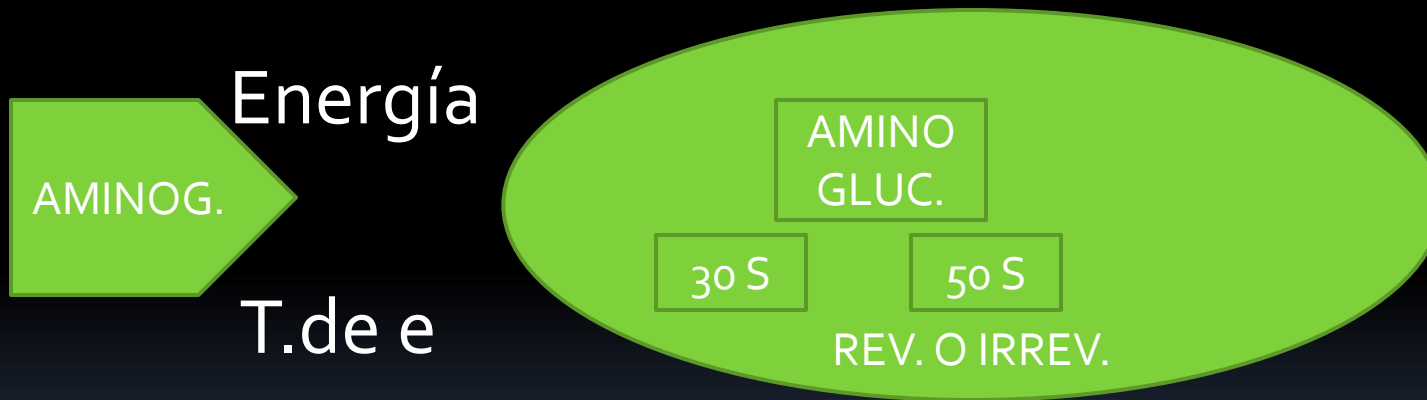 Energía
AMINOG.
T.de e
AMINO
GLUC.
30 S
50 S
REV. O IRREV.